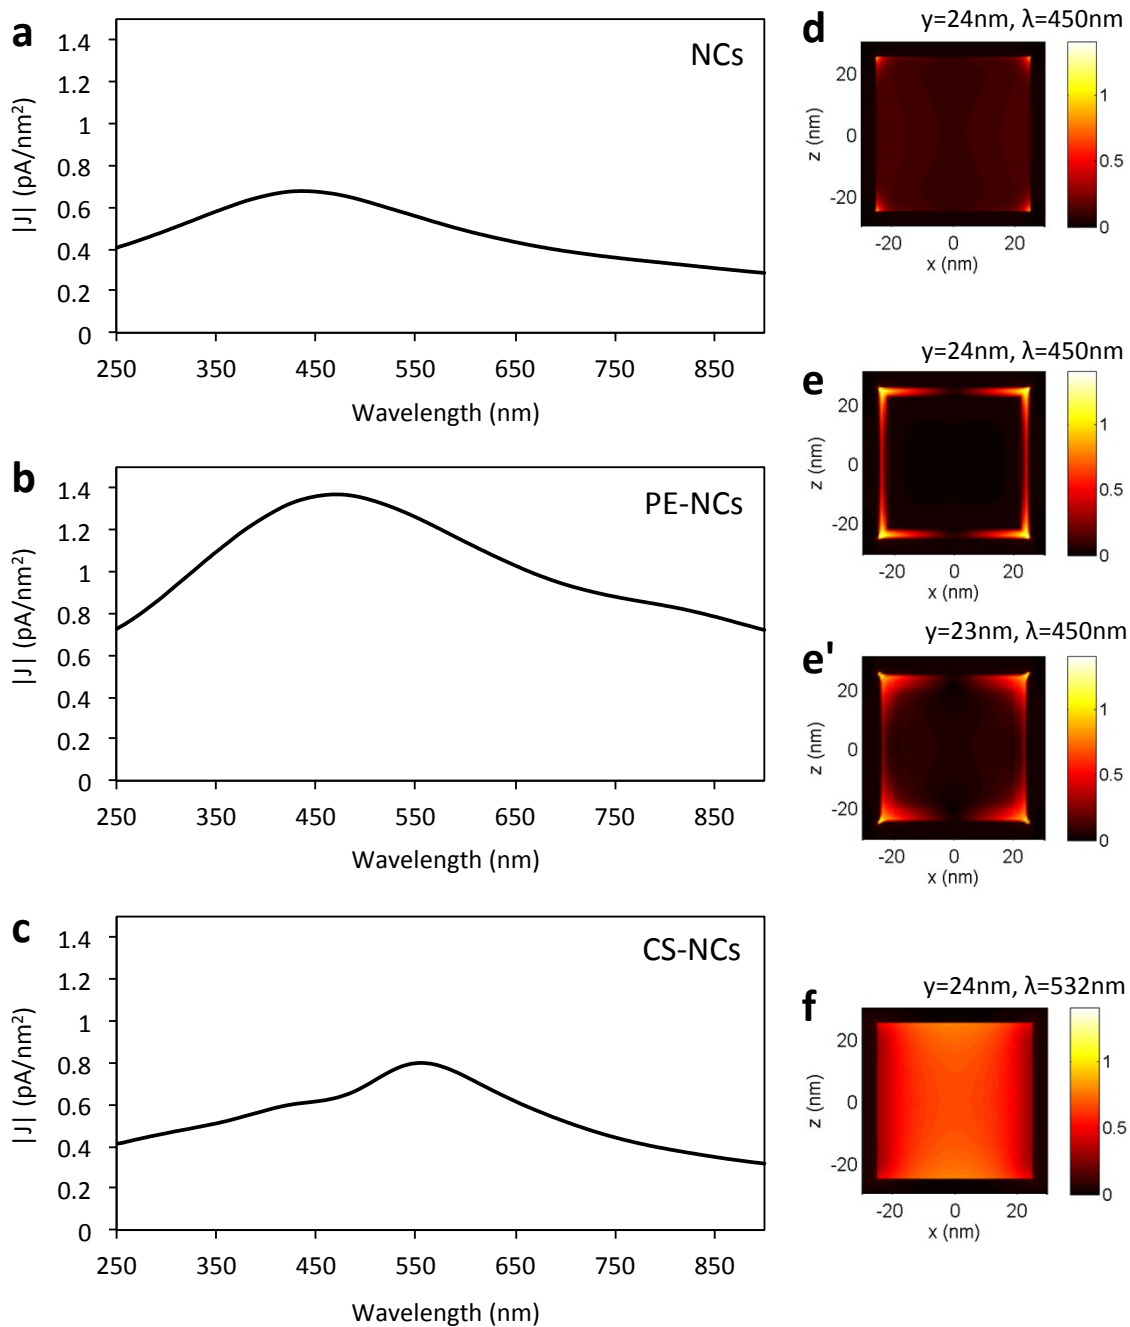 a
NCs
|J| (pA/nm²)
1.4
1.2
1
0.8
0.6
0.4
0.2
0
250 350 450 550 650 750 850
Wavelength (nm)
b
PE-NCs
|J| (pA/nm²)
1.4
1.2
1
0.8
0.6
0.4
0.2
0
250 350 450 550 650 750 850
Wavelength (nm)
c
CS-NCs
|J| (pA/nm²)
1.4
1.2
1
0.8
0.6
0.4
0.2
0
250 350 450 550 650 750 850
Wavelength (nm)
d
y=24nm, λ=450nm
z (nm)
20
0
-20
-20 0 20
x (nm)
1
0.5
0
e
y=24nm, λ=450nm
z (nm)
20
0
-20
-20 0 20
x (nm)
1
0.5
0
e'
y=23nm, λ=450nm
z (nm)
20
0
-20
-20 0 20
x (nm)
1
0.5
0
f
y=24nm, λ=532nm
z (nm)
20
0
-20
-20 0 20
x (nm)
1
0.5
0